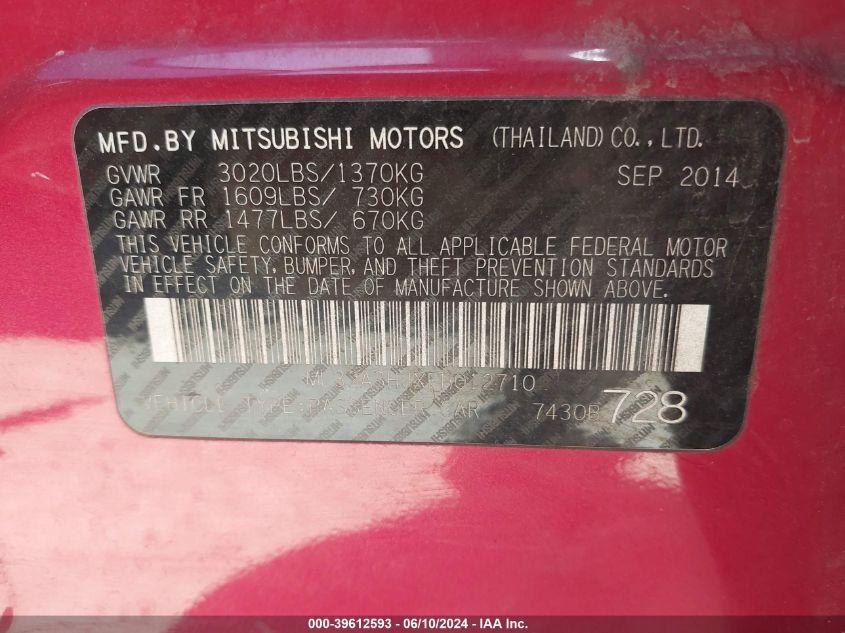 MFD.BY MITSUBISHI MOTORS (THAILAND) CO.,LTD.
GVWR 3020LBS/1370KG SEP 2014
GAWR FR 1609LBS/ 730KG
GAWR RR 1477LBS/ 670KG
THIS VEHICLE CONFORMS TO ALL APPLICABLE FEDERAL MOTOR
VEHICLE SAFETY, BUMPER, AND THEFT PREVENTION STANDARDS
IN EFFECT ON THE DATE OF MANUFACTURE SHOWN ABOVE.
VEHICLE TYPE:PASSENGER CAR 7430B 728
000-39612593 - 06/10/2024 - IAA Inc.